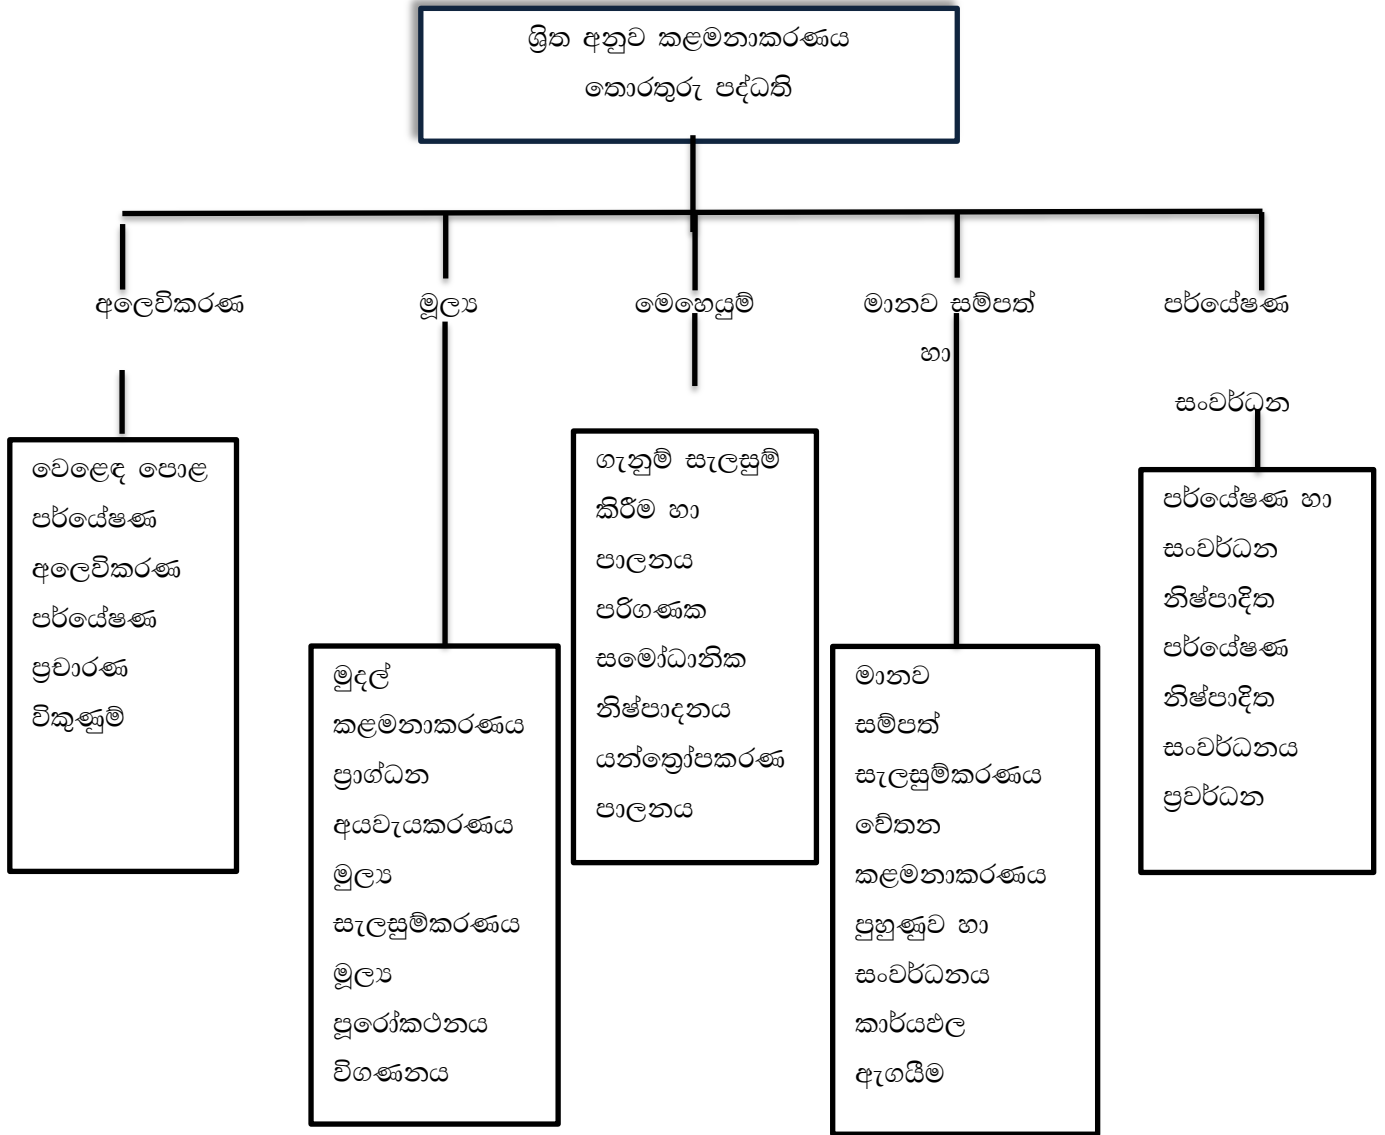 ශ්‍රිත අනුව කළමනාකරණය
තොරතුරු පද්ධති
අලෙවිකරණ
මූල්‍ය
මෙහෙයුම්
මානව සම්පත්
හා
පර්යේෂණ
සංවර්ධන
වෙළෙඳ පොළ
පර්යේෂණ
අලෙවිකරණ
පර්යේෂණ
ප්‍රචාරණ
විකුණුම්
මුදල්
කළමනාකරණය
ප්‍රාග්ධන
අයවැයකරණය
මුල්‍ය
සැලසුම්කරණය
මූල්‍ය
පූරෝකථනය
විගණනය
ගැනුම් සැලසුම්
කිරීම හා
පාලනය
පරිගණක
සමෝධානික
නිෂ්පාදනය
යන්ත්‍රෝපකරණ
පාලනය
මානව
සම්පත්
සැලසුම්කරණය
වේතන
කළමනාකරණය
පුහුණුව හා
සංවර්ධනය
කාර්යඵල
ඇගයීම
පර්යේෂණ හා
සංවර්ධන
නිෂ්පාදිත
පර්යේෂණ
නිෂ්පාදිත
සංවර්ධනය
ප්‍රවර්ධන